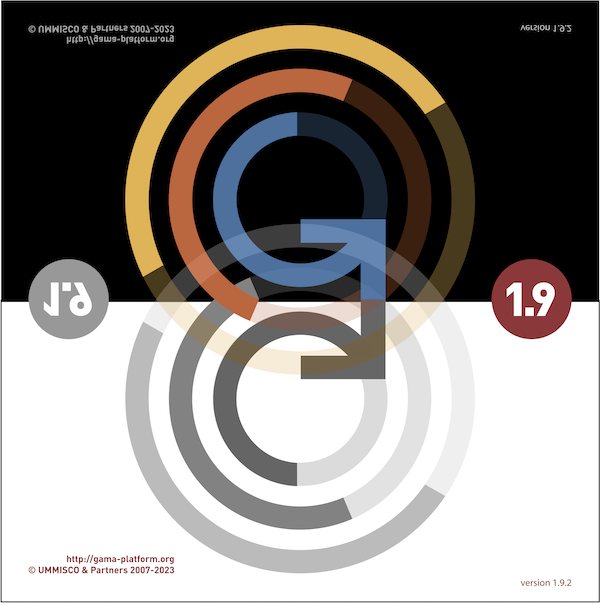 © UMMISCO & Partners 2007-2023
http://gama-platform.org
version 1.9.2
1.9
1.9
http://gama-platform.org
© UMMISCO & Partners 2007-2023
version 1.9.2